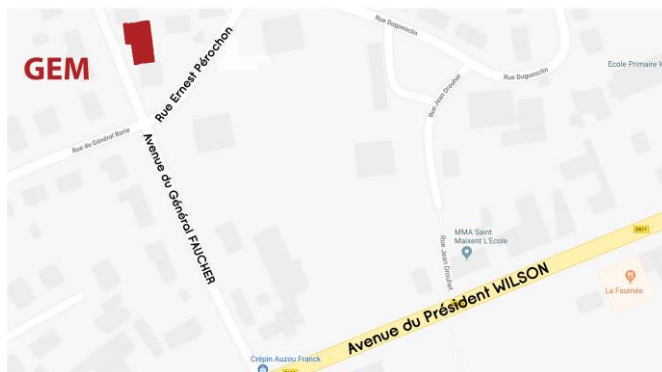 GEM
Rue Ernest Pérochon
Rue Duguesclin
Rue Duguesclin
Ecole Primaire W
Rue Jean Drouhet
Rue du Général Barie
Avenue du Général FAUCHER
MMA Saint
Maixent L'Ecole
Rue Jean Drouhet
D611
La Fournée
Avenue du Président WILSON
Crépin Auzou Franck